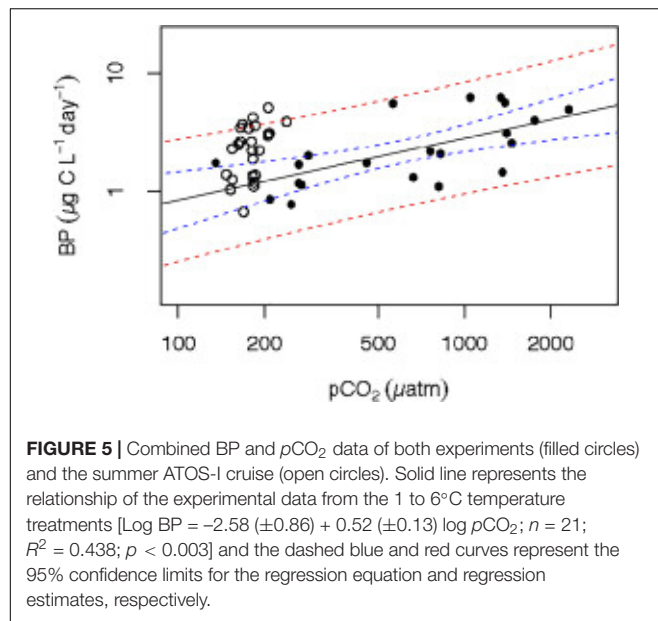 10
1
BP (µg C L⁻¹ day⁻¹)
100 200 500 1000 2000
pCO₂ (µatm)
FIGURE 5 | Combined BP and pCO₂ data of both experiments (filled circles)
and the summer ATOS-I cruise (open circles). Solid line represents the
relationship of the experimental data from the 1 to 6°C temperature
treatments [Log BP = –2.58 (±0.86) + 0.52 (±0.13) log pCO₂; n = 21;
R² = 0.438; p < 0.003] and the dashed blue and red curves represent the
95% confidence limits for the regression equation and regression
estimates, respectively.